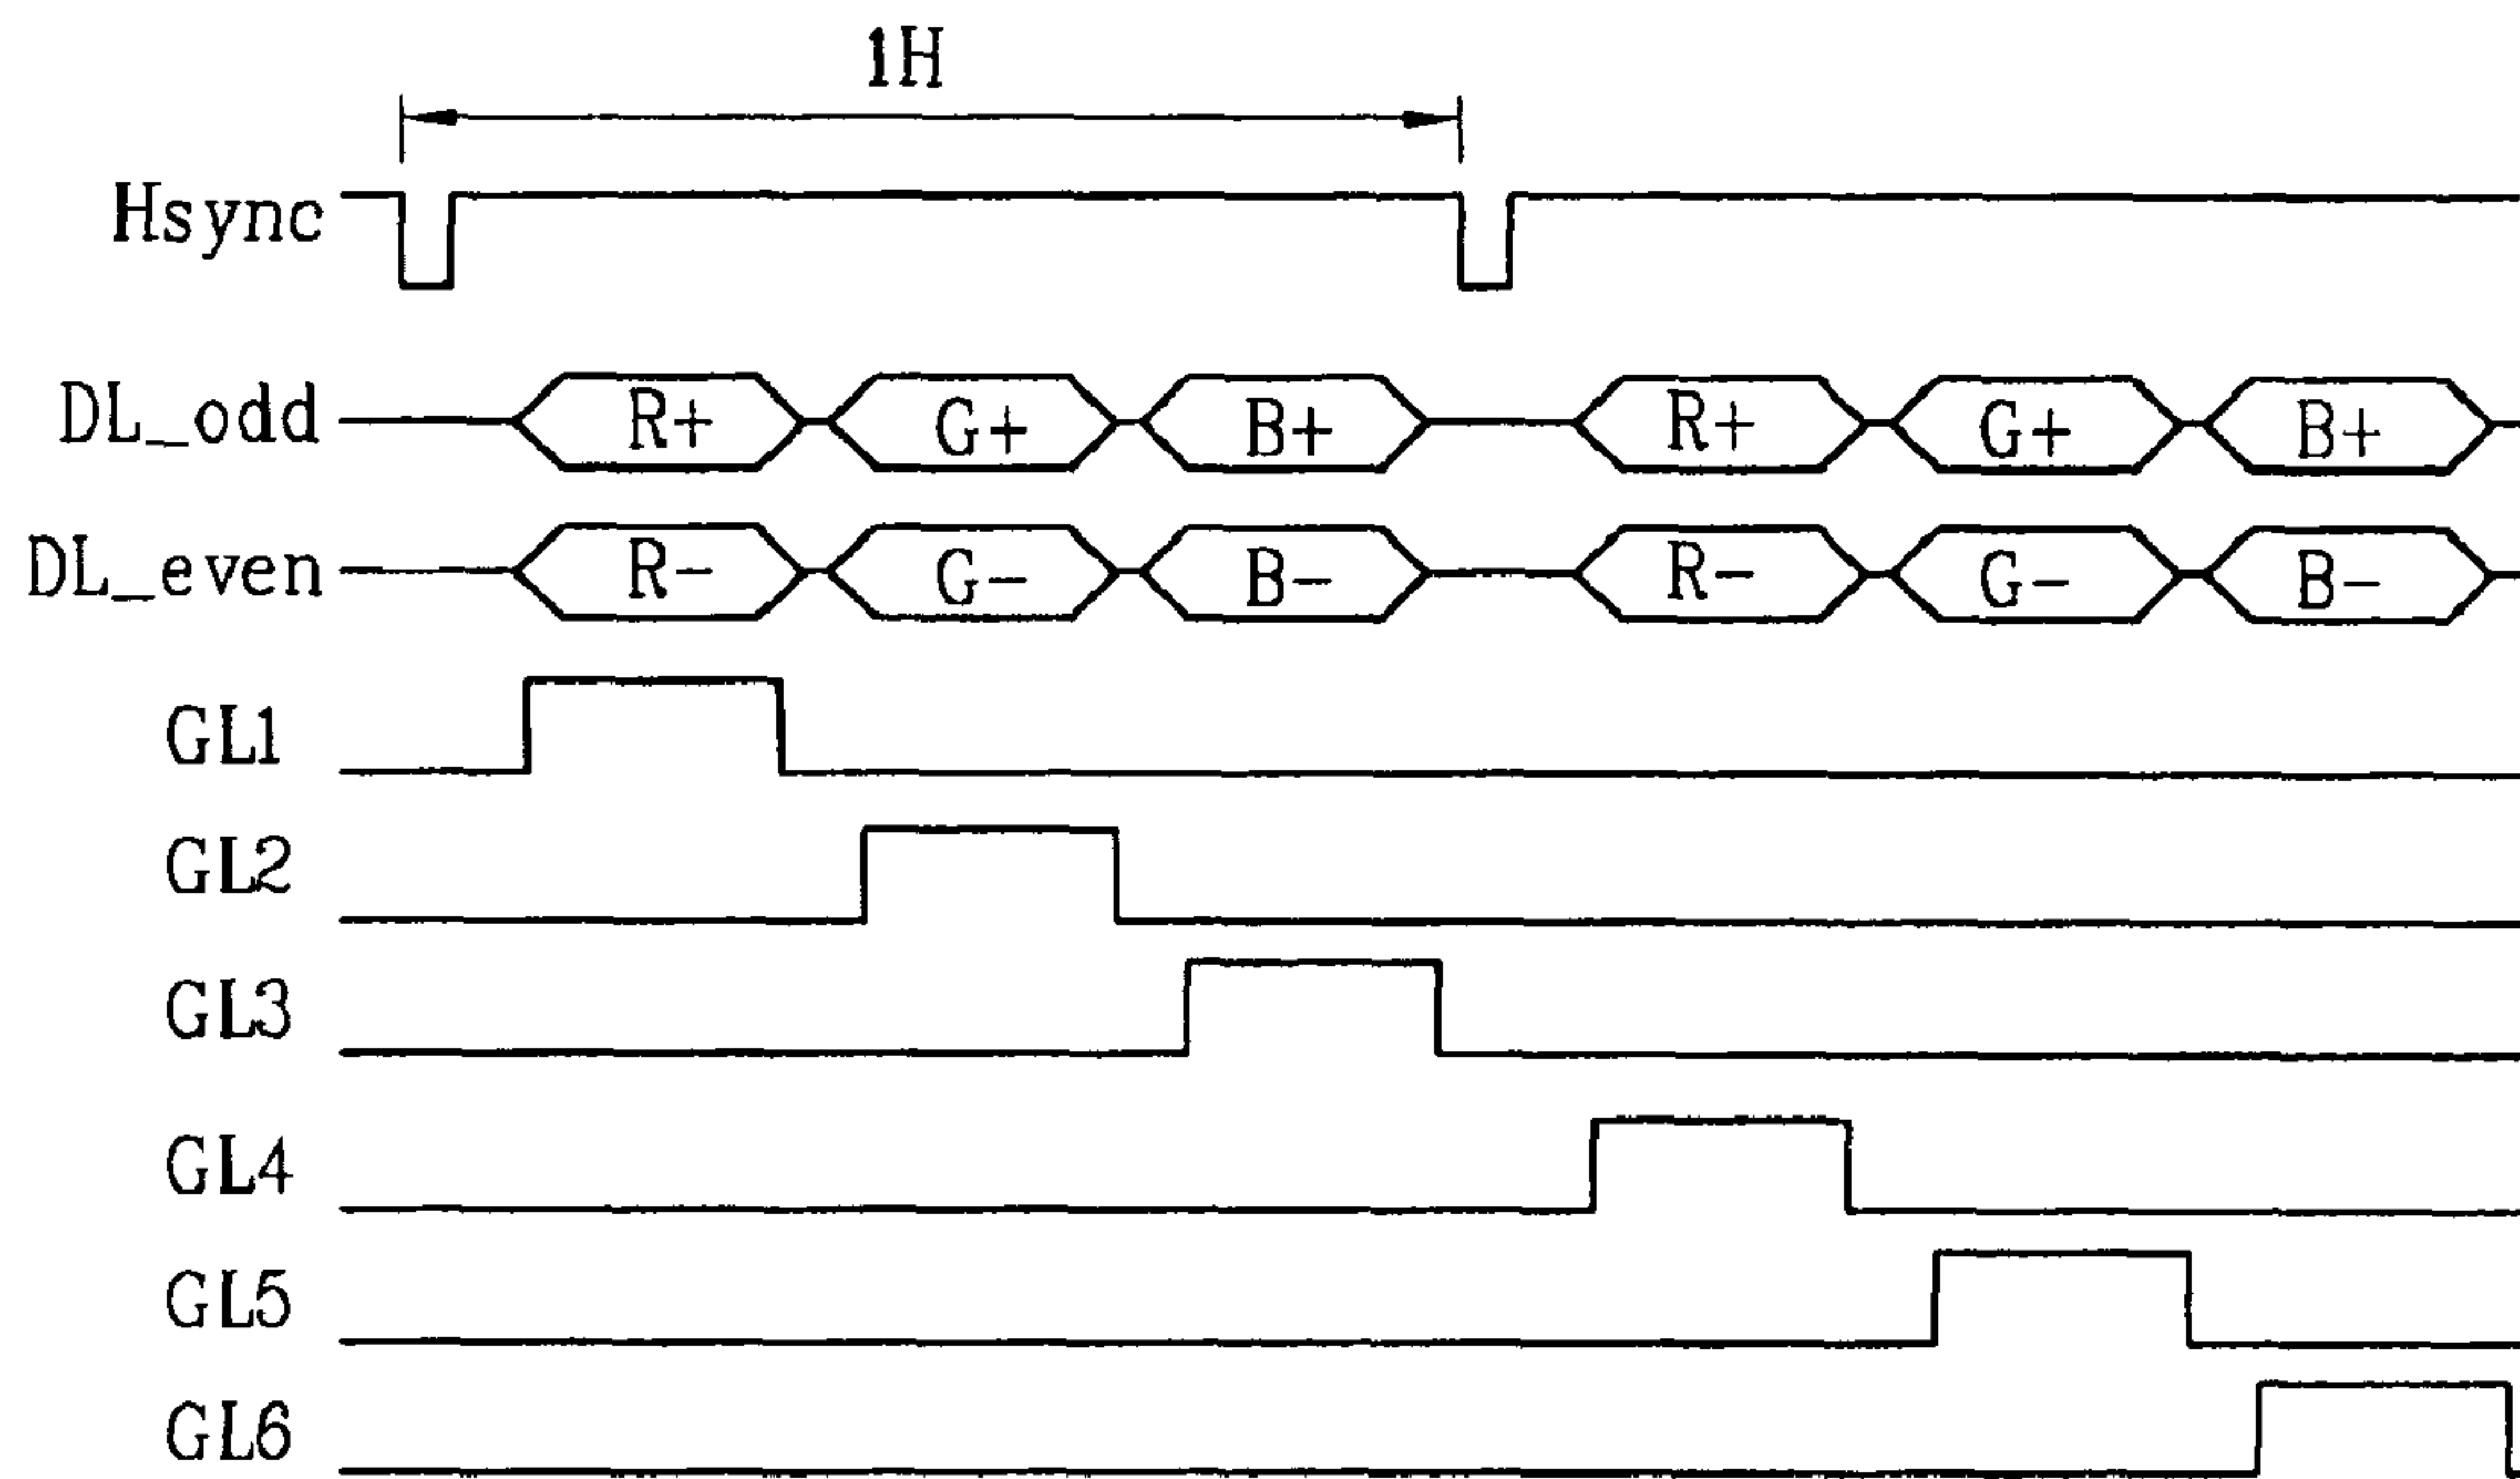 1H
Hsync
DL_odd R+ G+ B+ R+ G+ B+
DL_even R- G- B- R- G- B-
GL1
GL2
GL3
GL4
GL5
GL6